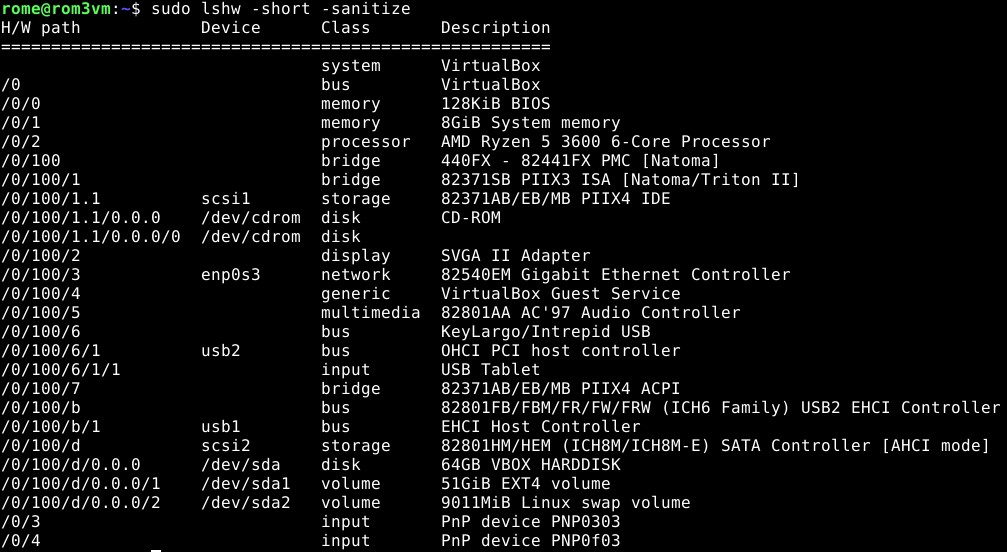 rome@rom3vm:~$ sudo lshw -short -sanitize
H/W path            Device      Class       Description
=======================================================
                                system      VirtualBox
/0                              bus         VirtualBox
/0/0                            memory      128KiB BIOS
/0/1                            memory      8GiB System memory
/0/2                            processor   AMD Ryzen 5 3600 6-Core Processor
/0/100                          bridge      440FX - 82441FX PMC [Natoma]
/0/100/1                        bridge      82371SB PIIX3 ISA [Natoma/Triton II]
/0/100/1.1          scsi1       storage     82371AB/EB/MB PIIX4 IDE
/0/100/1.1/0.0.0    /dev/cdrom  disk        CD-ROM
/0/100/1.1/0.0.0/0  /dev/cdrom  disk
/0/100/2                        display     SVGA II Adapter
/0/100/3            enp0s3      network     82540EM Gigabit Ethernet Controller
/0/100/4                        generic     VirtualBox Guest Service
/0/100/5                        multimedia  82801AA AC'97 Audio Controller
/0/100/6                        bus         KeyLargo/Intrepid USB
/0/100/6/1          usb2        bus         OHCI PCI host controller
/0/100/6/1/1                    input       USB Tablet
/0/100/7                        bridge      82371AB/EB/MB PIIX4 ACPI
/0/100/b                        bus         82801FB/FBM/FR/FW/FRW (ICH6 Family) USB2 EHCI Controller
/0/100/b/1          usb1        bus         EHCI Host Controller
/0/100/d            scsi2       storage     82801HM/HEM (ICH8M/ICH8M-E) SATA Controller [AHCI mode]
/0/100/d/0.0.0      /dev/sda    disk        64GB VBOX HARDDISK
/0/100/d/0.0.0/1    /dev/sda1   volume      51GiB EXT4 volume
/0/100/d/0.0.0/2    /dev/sda2   volume      9011MiB Linux swap volume
/0/3                            input       PnP device PNP0303
/0/4                            input       PnP device PNP0f03